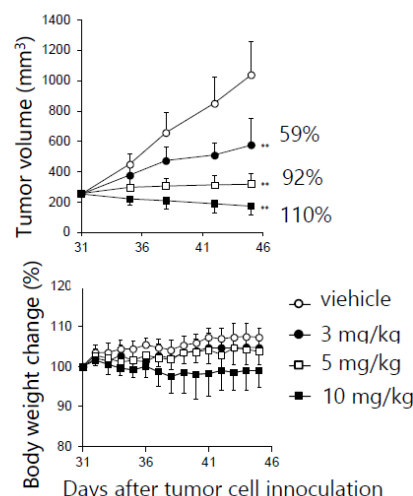 Tumor volume (mm³)
1400
1200
1000
800
600
400
200
0
59%
**
92%
**
110%
**
31 36 41 46
Body weight change (%)
120
110
100
90
80
viehicle
3 mg/kg
5 mg/kg
10 mg/kg
31 36 41 46
Days after tumor cell innoculation